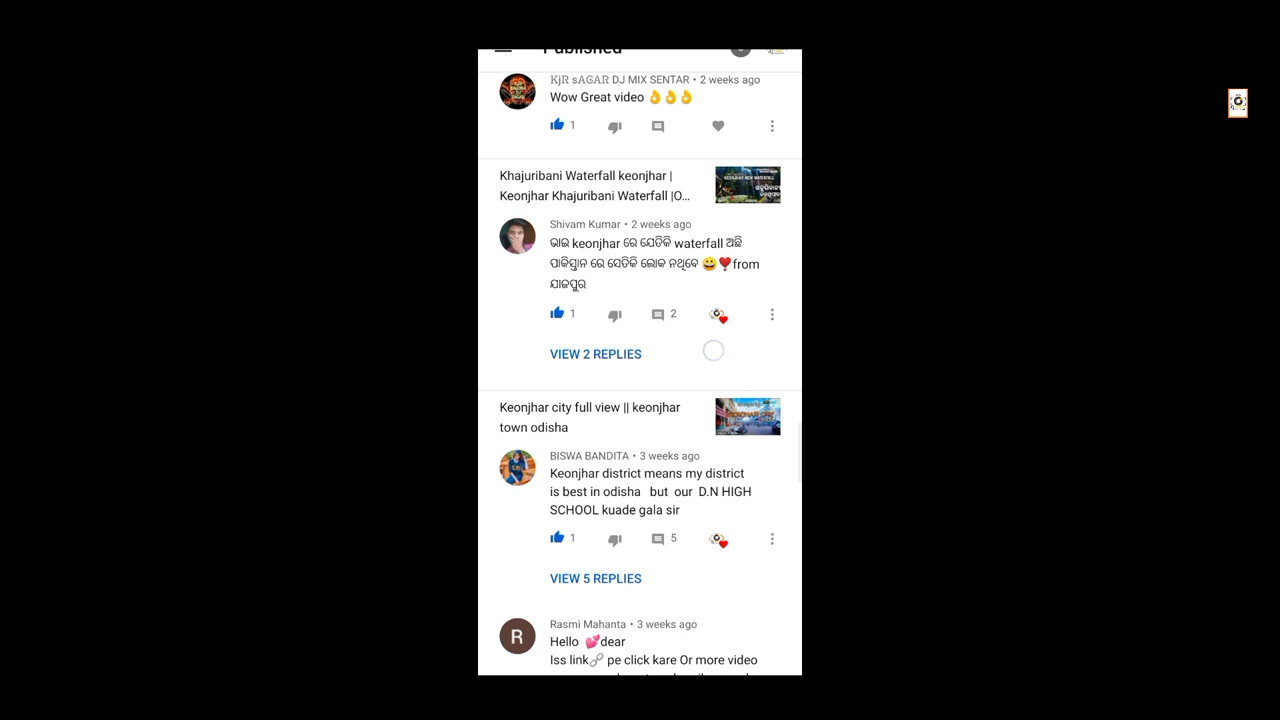 Published
KjR sAGAR DJ MIX SENTAR • 2 weeks ago
Wow Great video 👌👌👌
1
Khajuribani Waterfall keonjhar |
Keonjhar Khajuribani Waterfall |O...
Shivam Kumar • 2 weeks ago
ଭାଇ keonjhar ରେ ଯେତିକି waterfall ଅଛି
ପାକିସ୍ତାନ ରେ ସେତିକି ଲୋକ ନଥିବେ 😀❣️from
ଯାଜପୁର
1 2
VIEW 2 REPLIES
Keonjhar city full view || keonjhar
town odisha
BISWA BANDITA • 3 weeks ago
Keonjhar district means my district
is best in odisha but our D.N HIGH
SCHOOL kuade gala sir
1 5
VIEW 5 REPLIES
R
Rasmi Mahanta • 3 weeks ago
Hello 💕dear
Iss link🔗 pe click kare Or more video